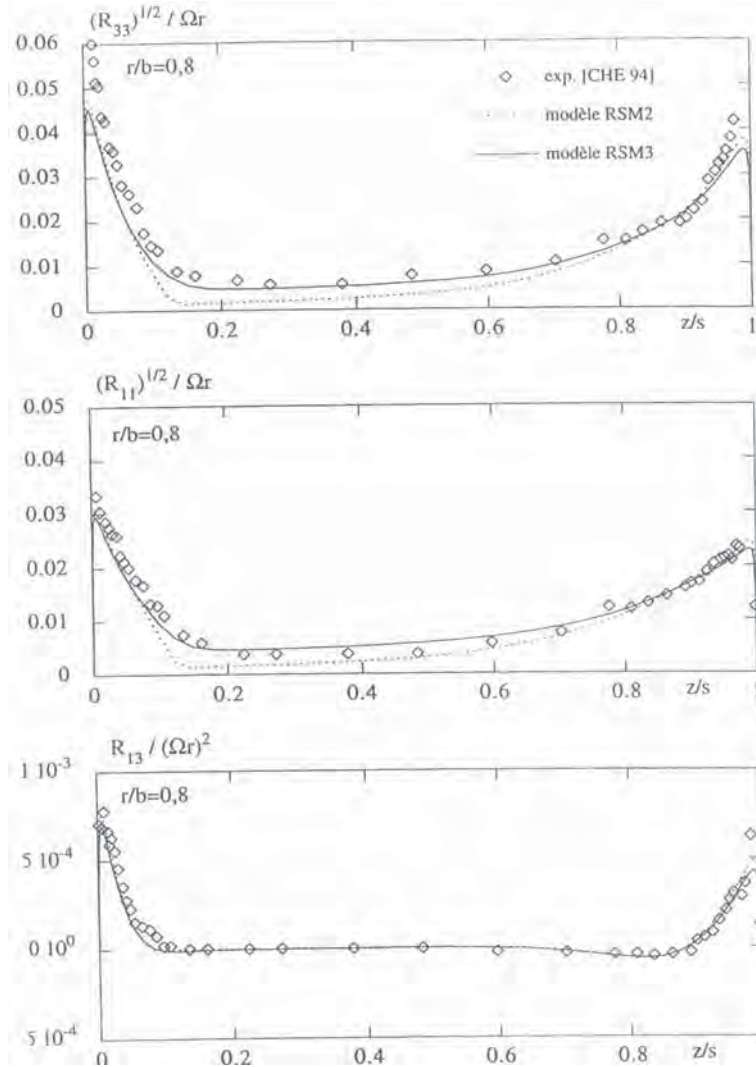 (R33)^1/2 / Ωr
0.06
r/b=0,8
exp. [CHE 94]
0.05
modèle RSM2
0.04
modèle RSM3
0.03
0.02
0.01
0
0 0.2 0.4 0.6 0.8 z/s 1
(R11)^1/2 / Ωr
0.05
r/b=0,8
0.04
0.03
0.02
0.01
0
0 0.2 0.4 0.6 0.8 z/s
R13 / (Ωr)^2
1 10^-3
r/b=0,8
5 10^-4
0 10^0
5 10^-4
0 0.2 0.4 0.6 0.8 z/s